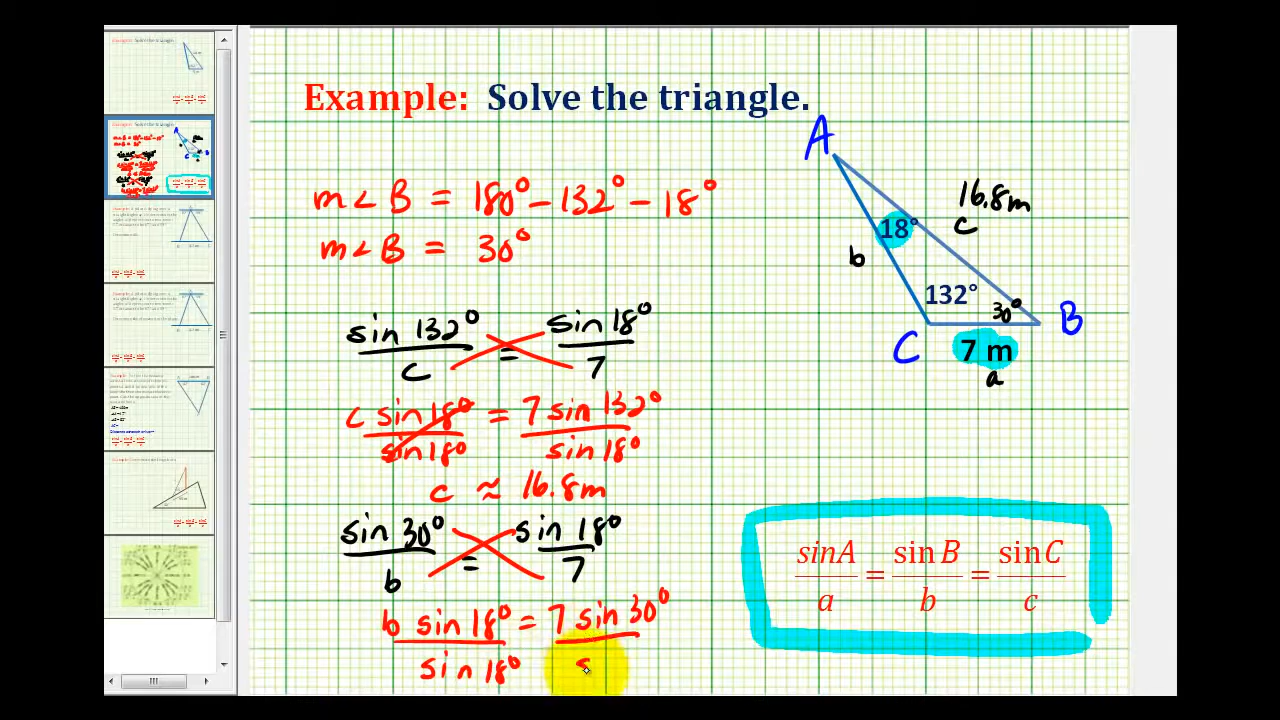 Example: Solve the triangle.
m∠B = 180° - 132° - 18°
m∠B = 30°
sin 132° / c = sin 18° / 7
c sin 18° / sin 18° = 7 sin 132° / sin 18°
c ≈ 16.8m
sin 30° / b = sin 18° / 7
b sin 18° / sin 18° = 7 sin 30° / s
A
16.8m
c
18°
b
132°
30°
B
C
7 m
a
sinA / a = sin B / b = sin C / c